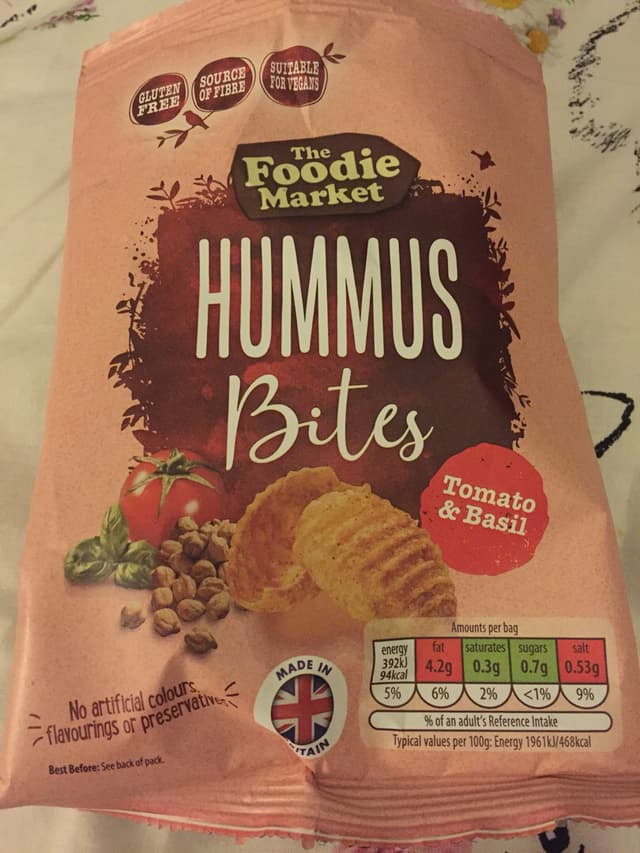 GLUTEN
FREE
SOURCE
OF FIBRE
SUITABLE
FOR VEGANS
The
Foodie
Market
HUMMUS
Bites
Tomato
& Basil
Amounts per bag
energy fat saturates sugars salt
392kJ
94kcal 4.2g 0.3g 0.7g 0.53g
5% 6% 2% <1% 9%
% of an adult's Reference Intake
Typical values per 100g: Energy 1961kJ/468kcal
MADE IN
No artificial colours,
flavourings or preservatives
Best Before: See back of pack.